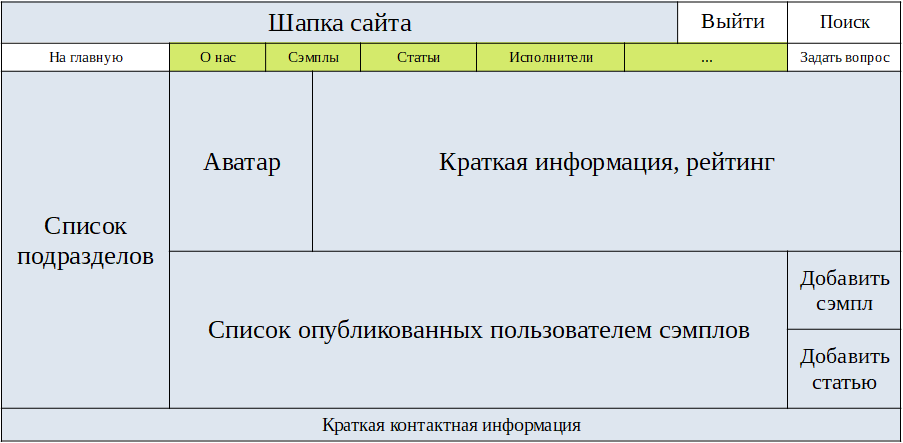 Шапка сайта
Выйти
Поиск
На главную
О нас
Сэмплы
Статьи
Исполнители
...
Задать вопрос
Список
подразделов
Аватар
Краткая информация, рейтинг
Список опубликованных пользователем сэмплов
Добавить
сэмпл
Добавить
статью
Краткая контактная информация